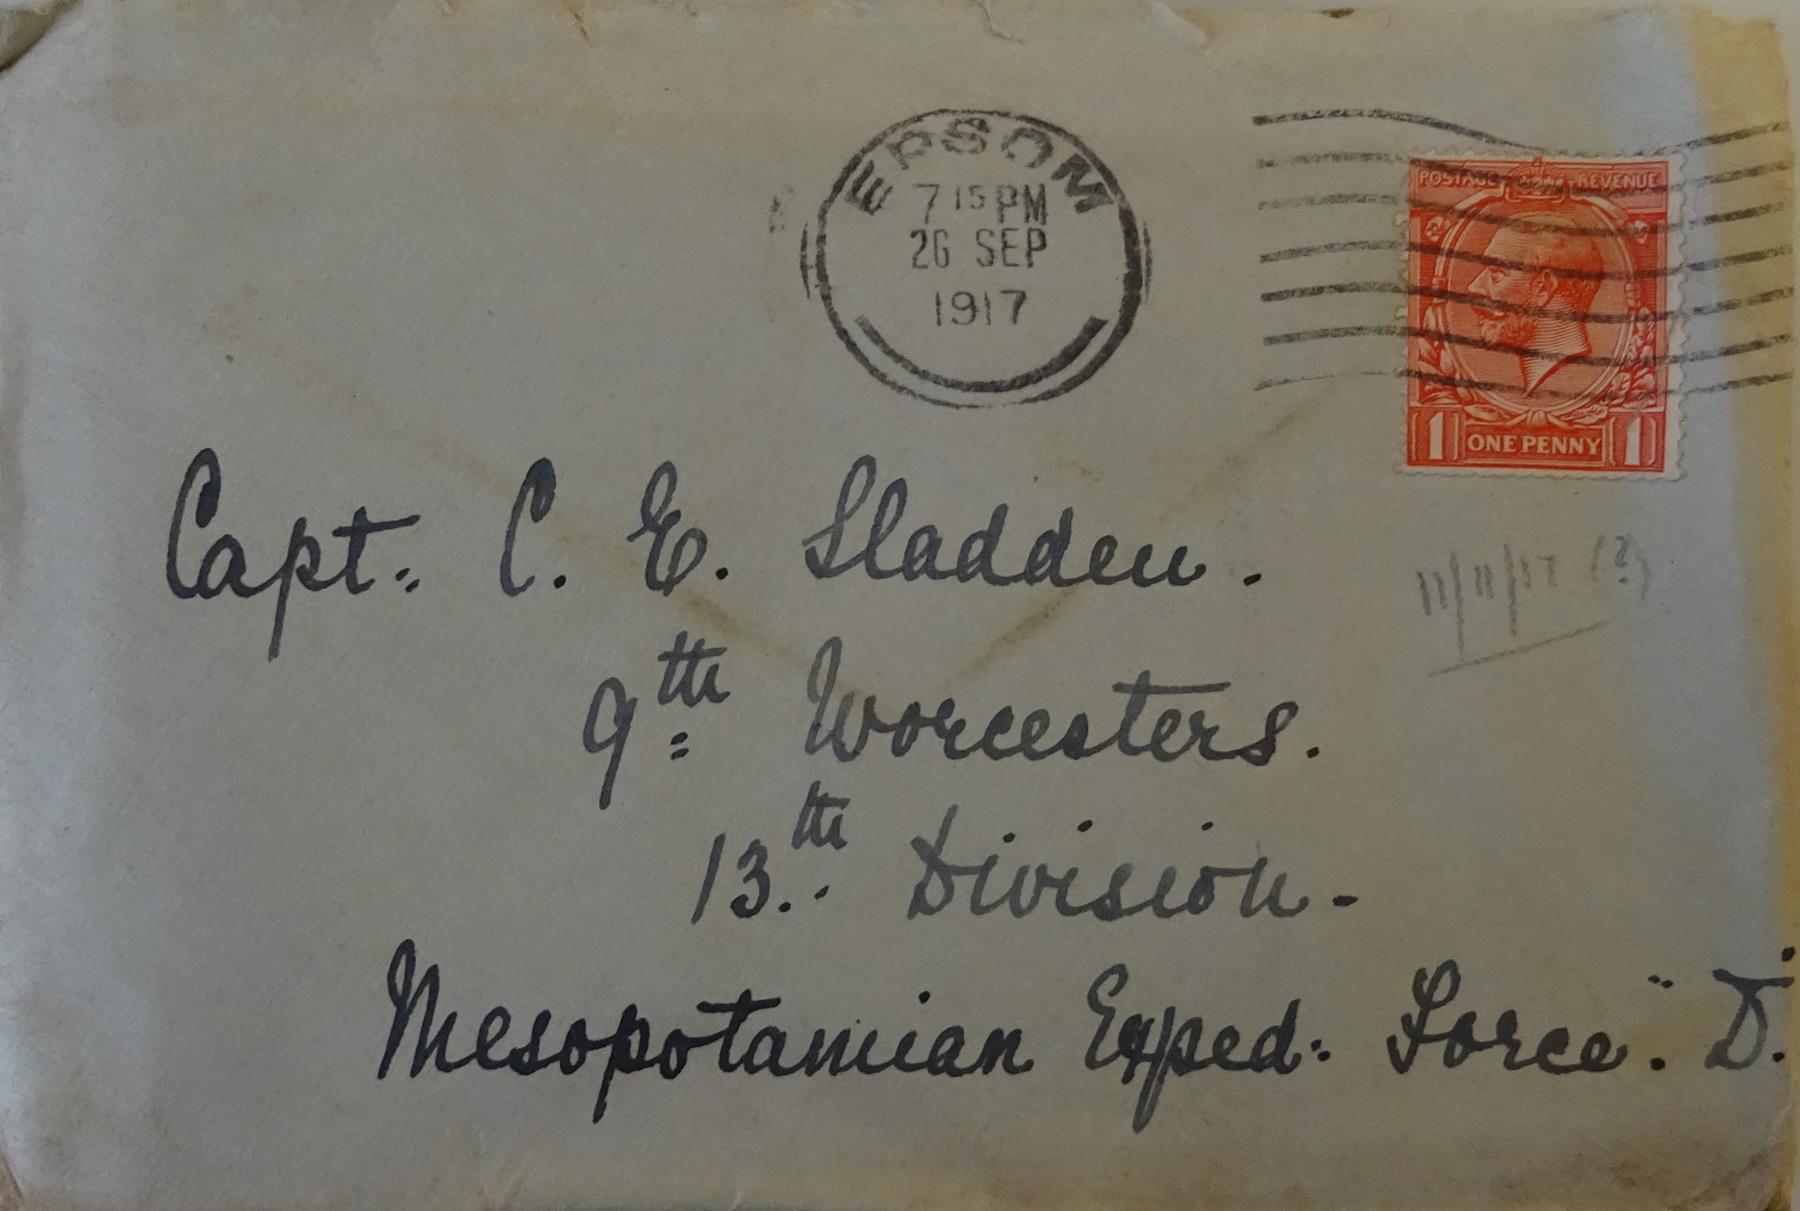 EPSOM
7 15 PM
26 SEP
1917
POSTAGE REVENUE
1 ONE PENNY 1
Capt. C. E. Sladden.
11/11/17 (?)
9th Worcesters.
13th Division-
Mesopotamian Exped: Force. "D.